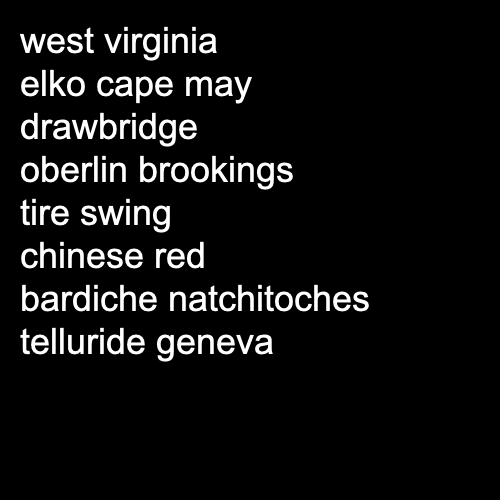 west virginia
elko cape may
drawbridge
oberlin brookings
tire swing
chinese red
bardiche natchitoches
telluride geneva